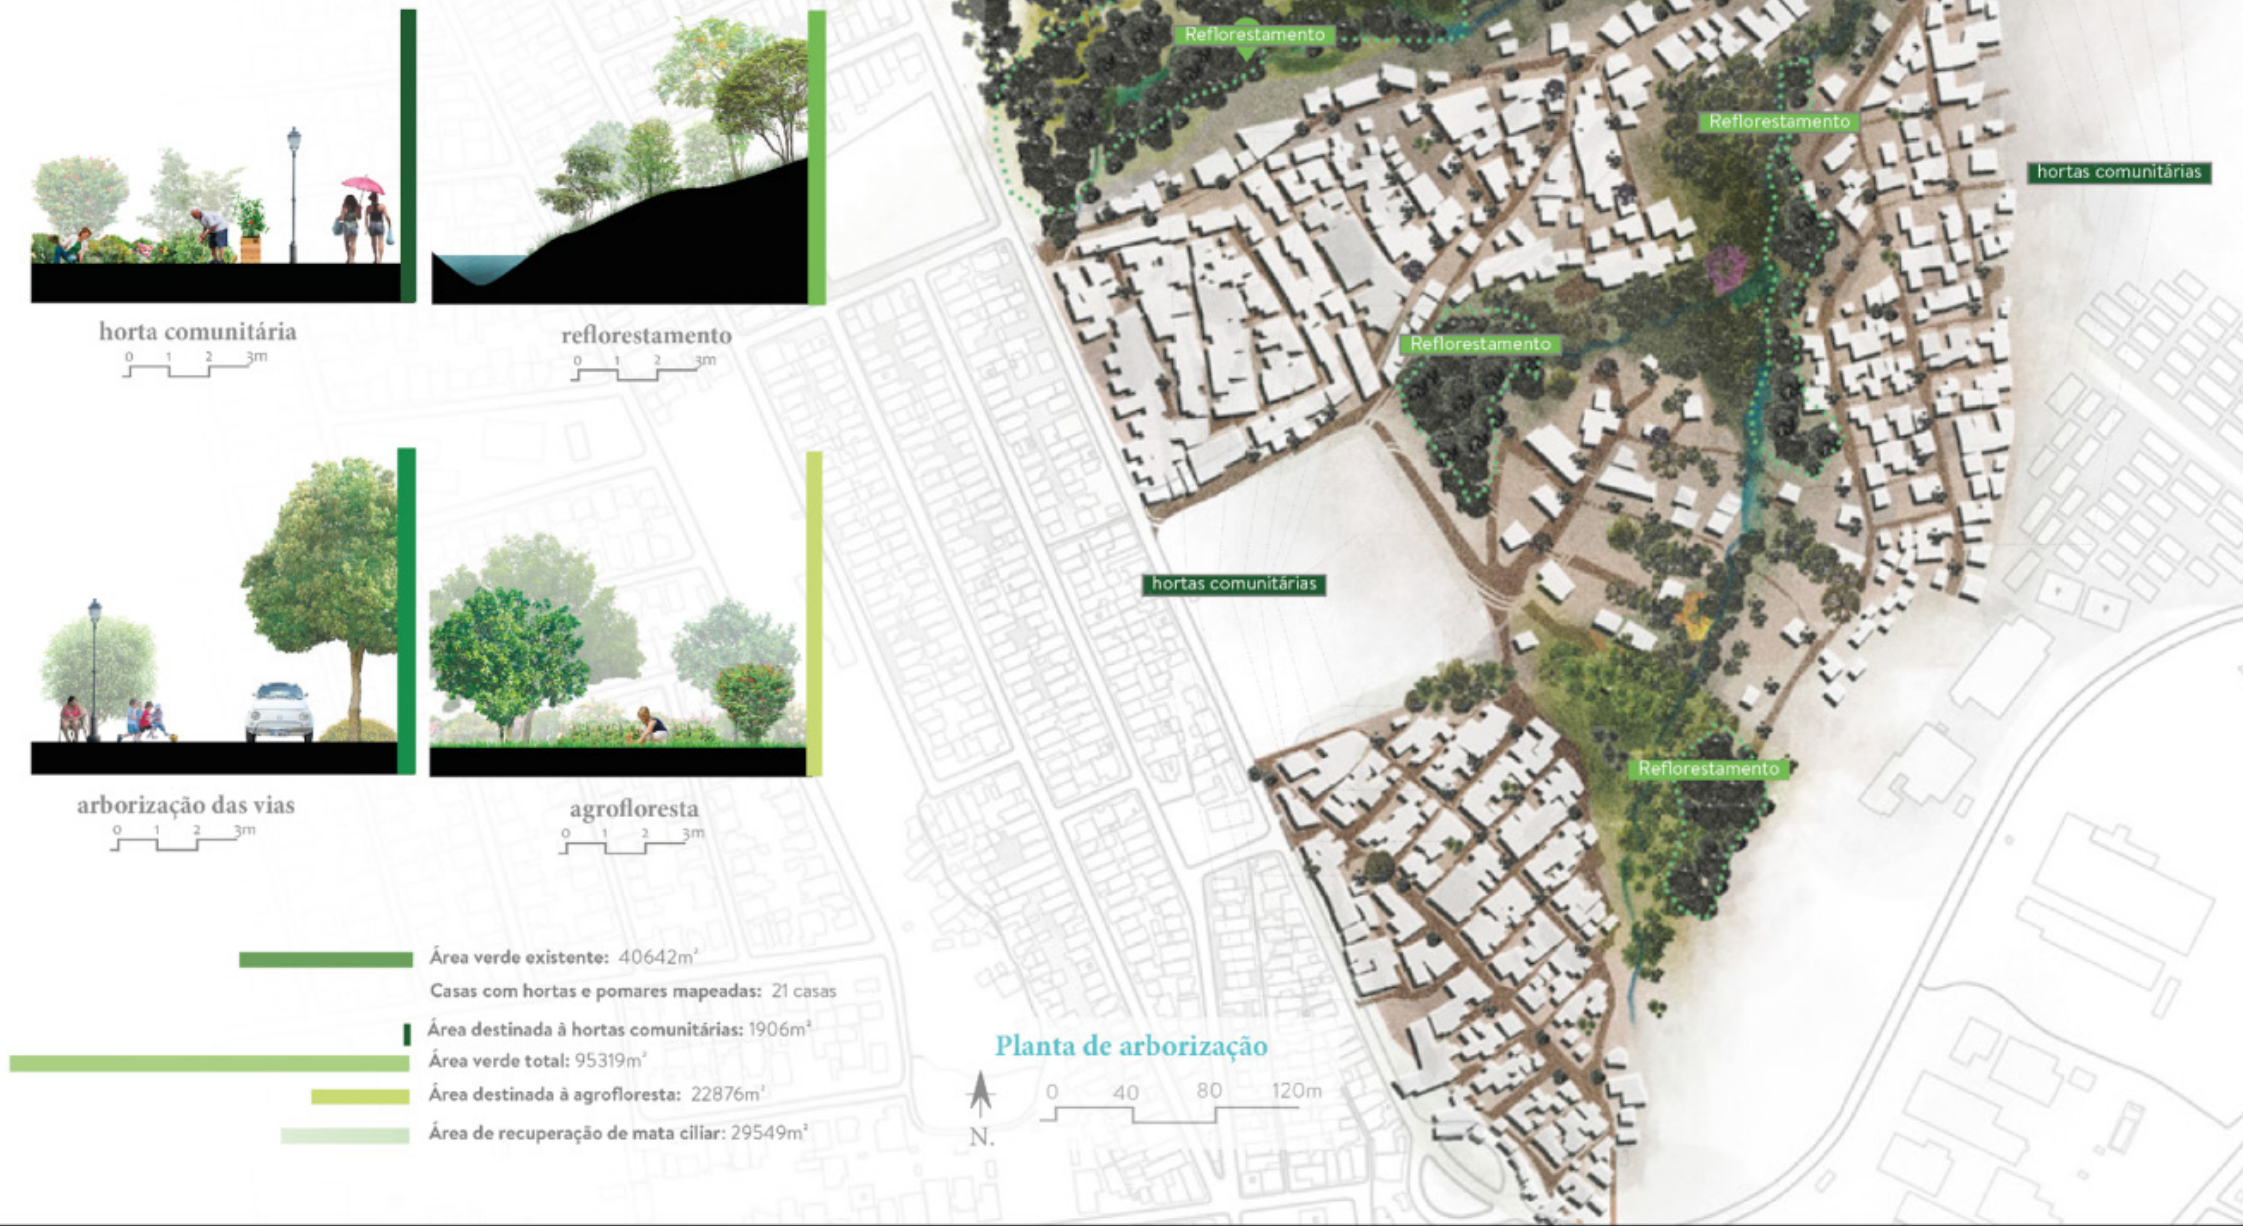 horta comunitária
0 1 2 3m
reflorestamento
0 1 2 3m
arborização das vias
0 1 2 3m
agrofloresta
0 1 2 3m
Área verde existente: 40642m²
Casas com hortas e pomares mapeadas: 21 casas
Área destinada à hortas comunitárias: 1906m²
Área verde total: 95319m²
Área destinada à agrofloresta: 22876m²
Área de recuperação de mata ciliar: 29549m²
Planta de arborização
N.
0 40 80 120m
Reflorestamento
Reflorestamento
hortas comunitárias
Reflorestamento
hortas comunitárias
Reflorestamento